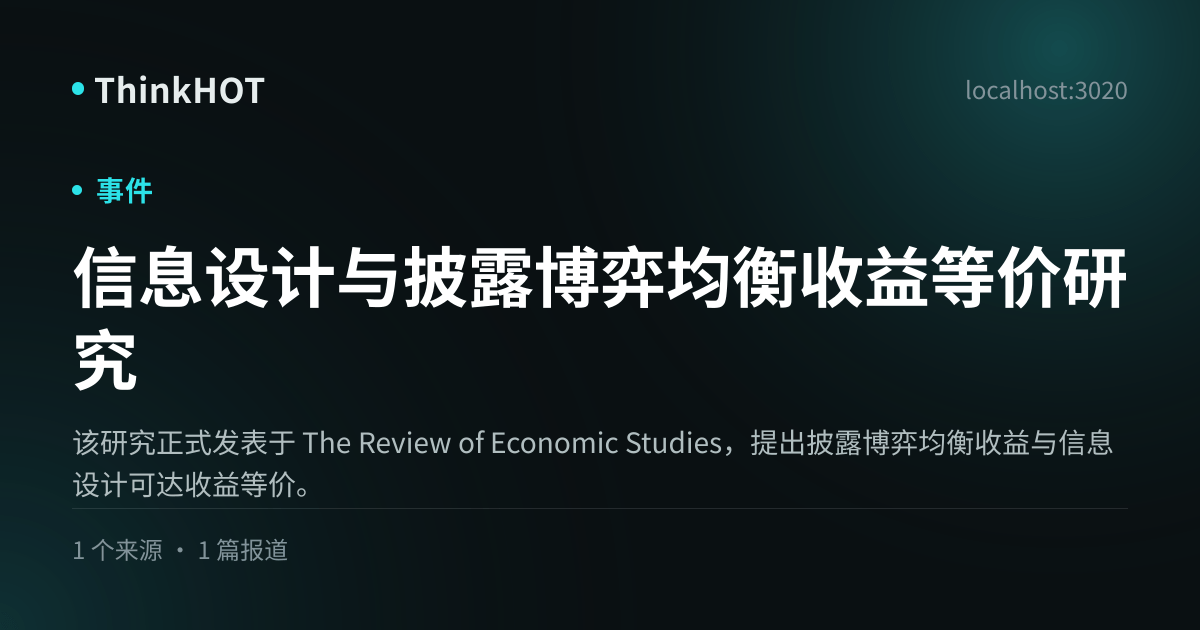 ThinkHOT
localhost:3020
事件
信息设计与披露博弈均衡收益等价研
究
该研究正式发表于 The Review of Economic Studies，提出披露博弈均衡收益与信息
设计可达收益等价。
1 个来源 · 1 篇报道